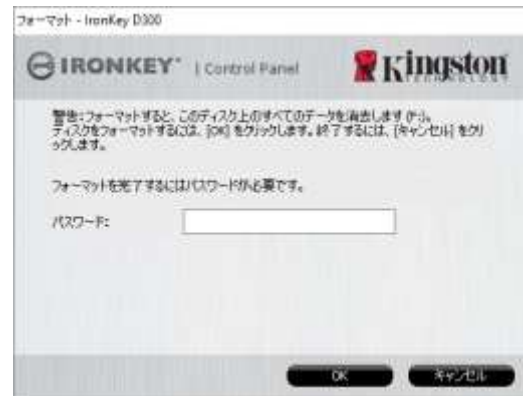 フォーマット - IronKey D300
IRONKEY | Control Panel
Kingston
TECHNOLOGY
警告:フォーマットすると、このディスク上のすべてのデータを消去します (F:)。
ディスクをフォーマットするには、[OK] をクリックします。終了するには、[キャンセル] をクリ
ックします。
フォーマットを完了するにはパスワードが必要です。
パスワード:
OK
キャンセル